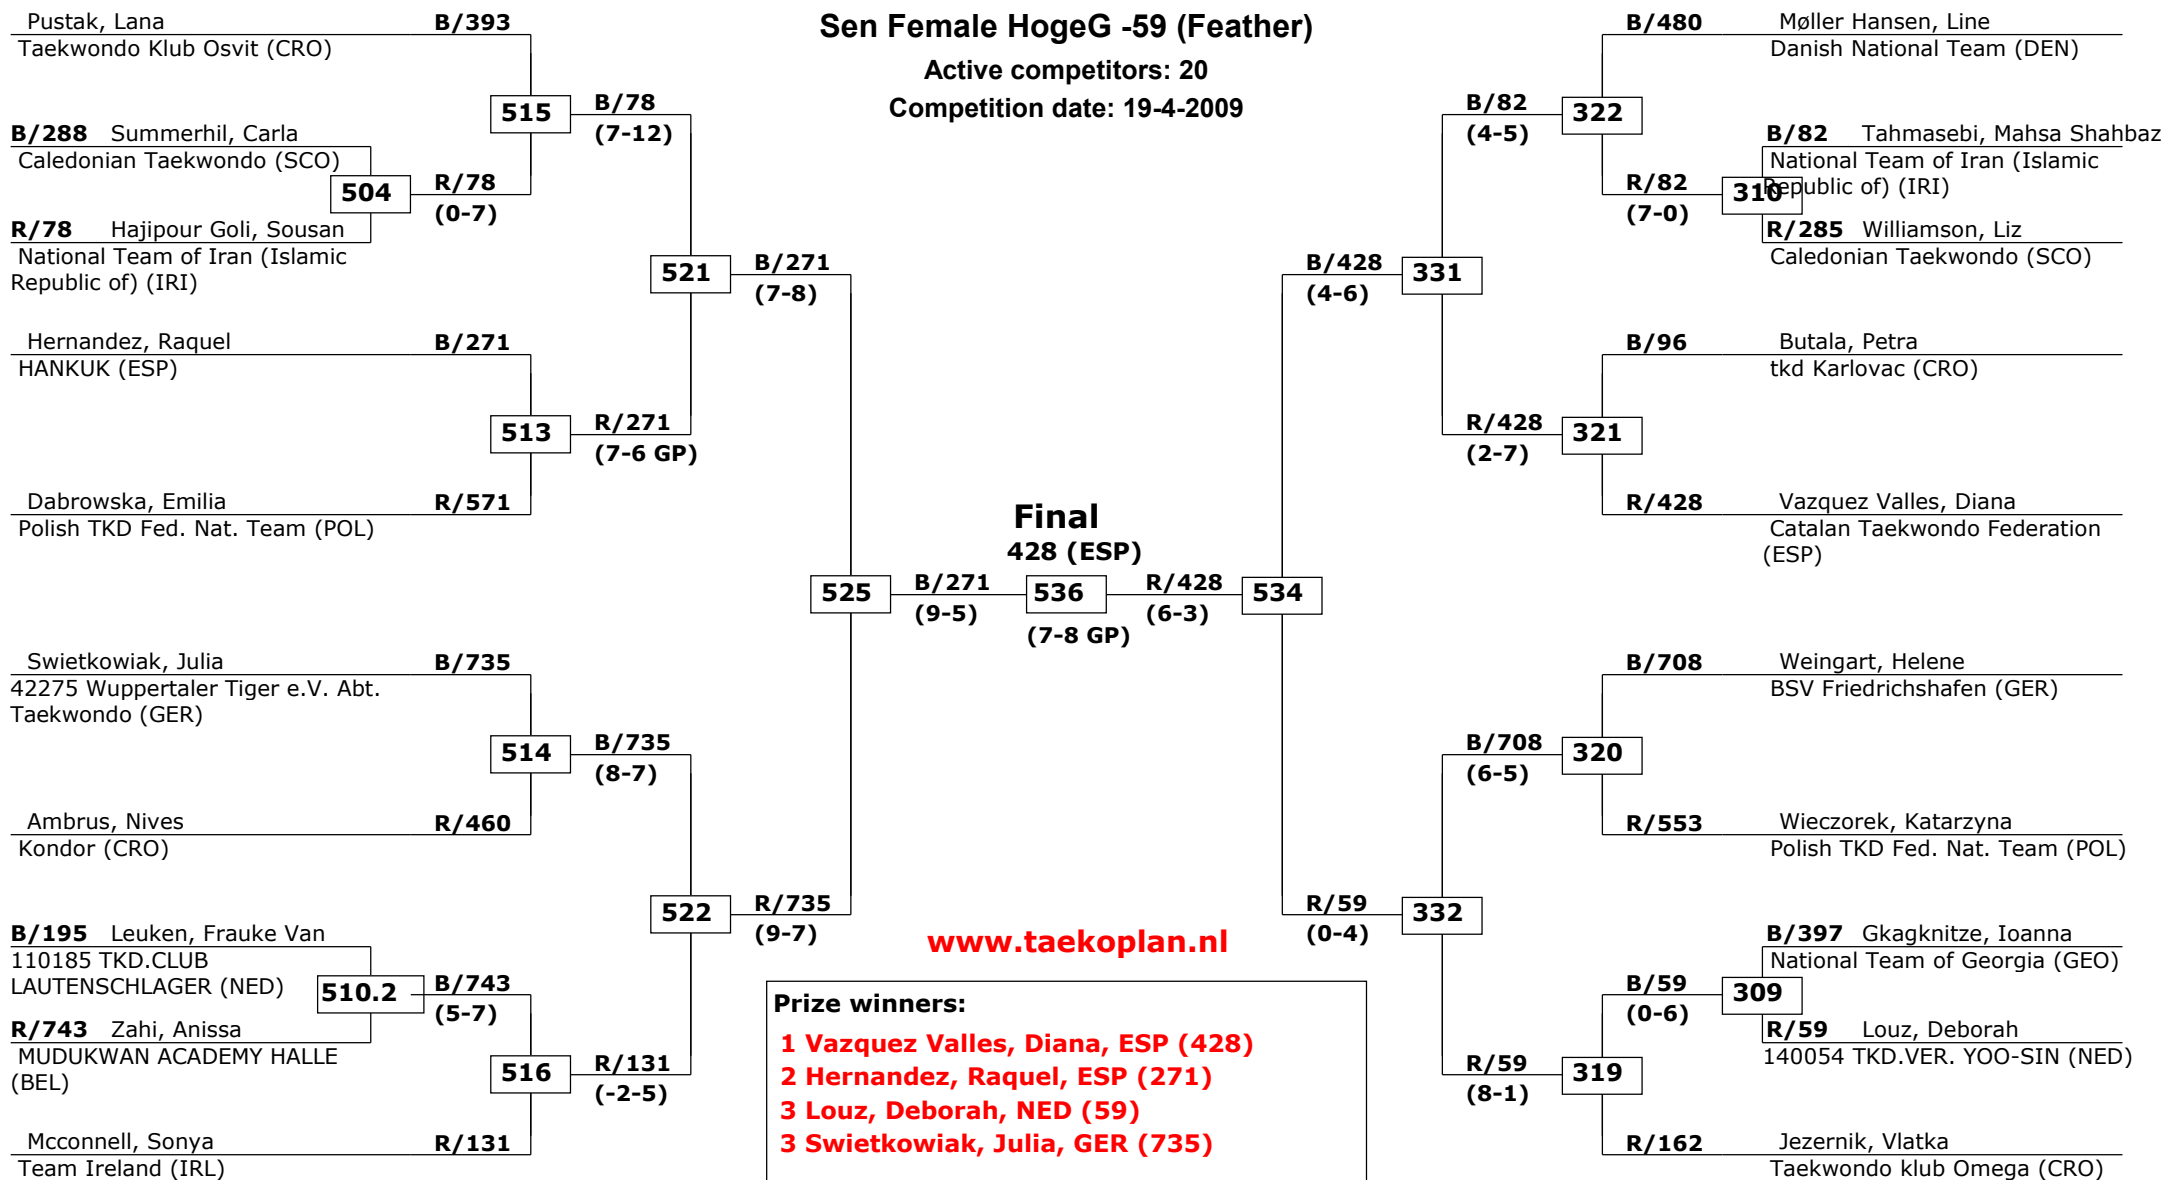 Sen Female HogeG -59 (Feather)
Active competitors: 20
Competition date: 19-4-2009
Pustak, Lana B/393
Taekwondo Klub Osvit (CRO)
515
B/78
(7-12)
B/288 Summerhil, Carla
Caledonian Taekwondo (SCO)
504
R/78
(0-7)
R/78 Hajipour Goli, Sousan
National Team of Iran (Islamic
Republic of) (IRI)
521
B/271
(7-8)
Hernandez, Raquel B/271
HANKUK (ESP)
513
R/271
(7-6 GP)
Dabrowska, Emilia R/571
Polish TKD Fed. Nat. Team (POL)
525
B/271
(9-5)
Swietkowiak, Julia B/735
42275 Wuppertaler Tiger e.V. Abt.
Taekwondo (GER)
514
B/735
(8-7)
Ambrus, Nives R/460
Kondor (CRO)
522
R/735
(9-7)
B/195 Leuken, Frauke Van
110185 TKD.CLUB
LAUTENSCHLAGER (NED)
510.2
B/743
(5-7)
R/743 Zahi, Anissa
MUDUKWAN ACADEMY HALLE
(BEL)
516
R/131
(-2-5)
Mcconnell, Sonya R/131
Team Ireland (IRL)
Final
428 (ESP)
536
(7-8 GP)
R/428
(6-3)
534
B/480 Møller Hansen, Line
Danish National Team (DEN)
B/82
(4-5)
322
B/82 Tahmasebi, Mahsa Shahbaz
National Team of Iran (Islamic
Republic of) (IRI)
R/82
(7-0)
310
R/285 Williamson, Liz
Caledonian Taekwondo (SCO)
B/428
(4-6)
331
B/96 Butala, Petra
tkd Karlovac (CRO)
R/428
(2-7)
321
R/428 Vazquez Valles, Diana
Catalan Taekwondo Federation
(ESP)
B/708 Weingart, Helene
BSV Friedrichshafen (GER)
B/708
(6-5)
320
R/553 Wieczorek, Katarzyna
Polish TKD Fed. Nat. Team (POL)
R/59
(0-4)
332
B/397 Gkagknitze, Ioanna
National Team of Georgia (GEO)
B/59
(0-6)
309
R/59 Louz, Deborah
140054 TKD.VER. YOO-SIN (NED)
R/59
(8-1)
319
R/162 Jezernik, Vlatka
Taekwondo klub Omega (CRO)
www.taekoplan.nl
Prize winners:
1 Vazquez Valles, Diana, ESP (428)
2 Hernandez, Raquel, ESP (271)
3 Louz, Deborah, NED (59)
3 Swietkowiak, Julia, GER (735)